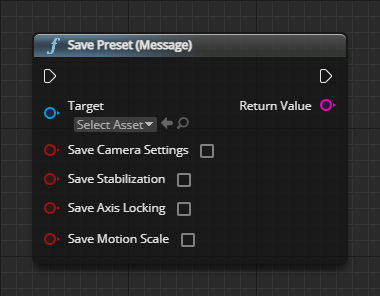 f Save Preset (Message)
Target
Return Value
Select Asset
Save Camera Settings
Save Stabilization
Save Axis Locking
Save Motion Scale